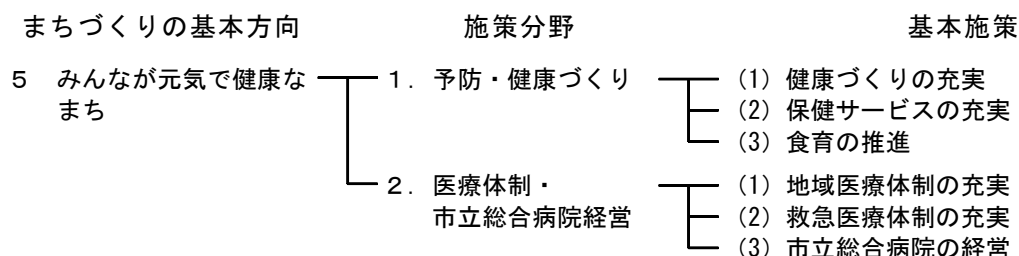 まちづくりの基本方向 施策分野 基本施策
5 みんなが元気で健康な 1. 予防・健康づくり (1) 健康づくりの充実
まち (2) 保健サービスの充実
(3) 食育の推進
2. 医療体制・ (1) 地域医療体制の充実
市立総合病院経営 (2) 救急医療体制の充実
(3) 市立総合病院の経営